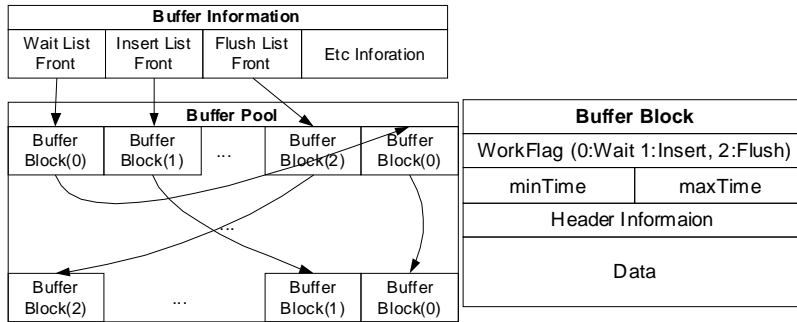 Buffer Information
Wait List Front
Insert List Front
Flush List Front
Etc Inforation
Buffer Pool
Buffer Block(0)
Buffer Block(1)
...
Buffer Block(2)
Buffer Block(0)
...
Buffer Block(2)
...
Buffer Block(1)
Buffer Block(0)
Buffer Block
WorkFlag (0:Wait 1:Insert, 2:Flush)
minTime
maxTime
Header Informaion
Data